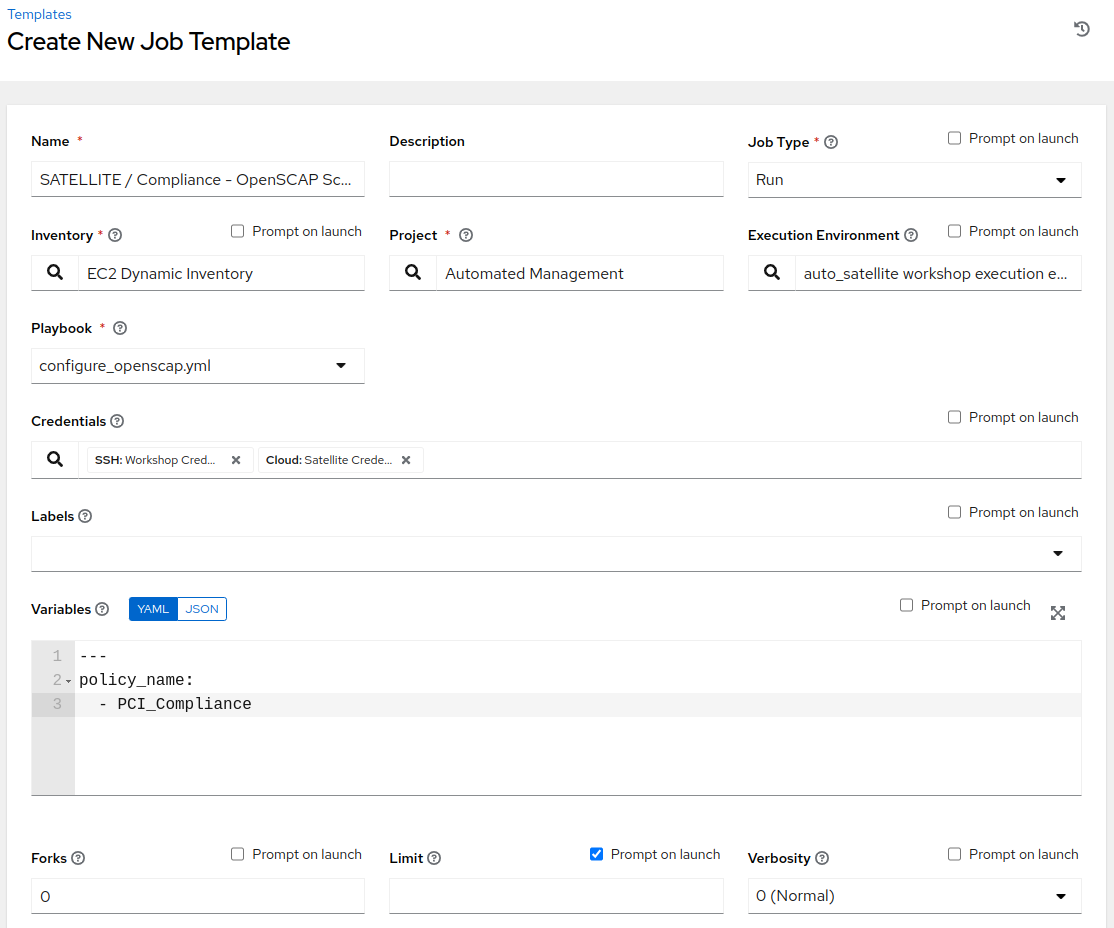 Templates
Create New Job Template
Name *
Description
Job Type *
Prompt on launch
SATELLITE / Compliance - OpenSCAP Sc...
Run
Inventory *
Prompt on launch
Project *
Execution Environment
Prompt on launch
EC2 Dynamic Inventory
Automated Management
auto_satellite workshop execution e...
Playbook *
configure_openscap.yml
Credentials
Prompt on launch
SSH: Workshop Cred...
Cloud: Satellite Crede...
Labels
Prompt on launch
Variables
YAML
JSON
Prompt on launch
1 ---
2 policy_name:
3 - PCI_Compliance
Forks
Prompt on launch
Limit
Prompt on launch
Verbosity
Prompt on launch
0
0 (Normal)